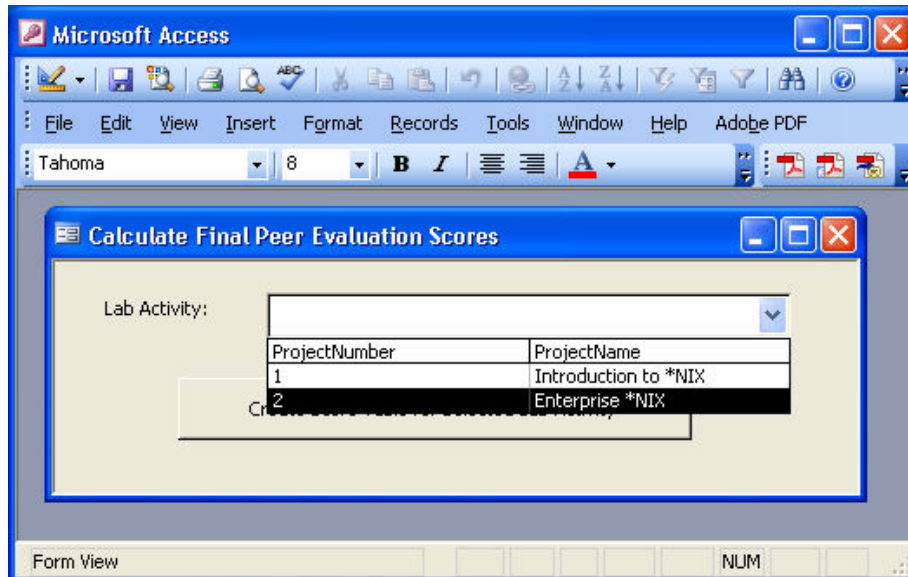 Microsoft Access
ABC
File Edit View Insert Format Records Tools Window Help Adobe PDF
Tahoma 8 B I A
Calculate Final Peer Evaluation Scores
Lab Activity:
ProjectNumber ProjectName
1 Introduction to *NIX
2 Enterprise *NIX
Form View NUM